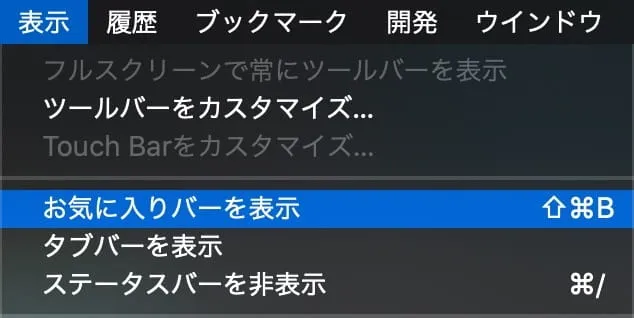 表示 履歴 ブックマーク 開発 ウインドウ
フルスクリーンで常にツールバーを表示
ツールバーをカスタマイズ...
Touch Barをカスタマイズ...
お気に入りバーを表示 ⇧⌘B
タブバーを表示
ステータスバーを非表示 ⌘/